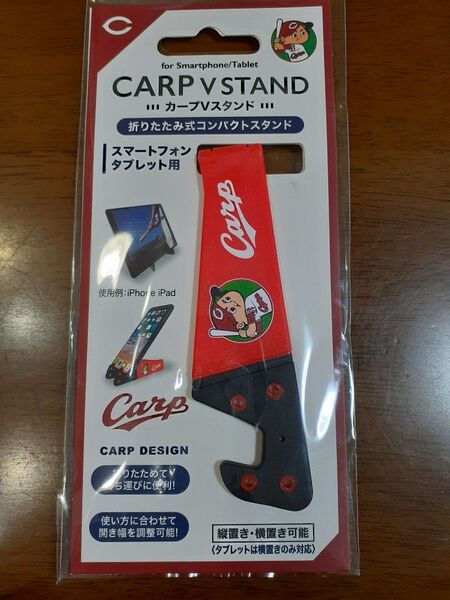 C
for Smartphone/Tablet
CARP V STAND
カープVスタンド
折りたたみ式コンパクトスタンド
スマートフォン
タブレット用
Carp
使用例:iPhone iPad
Carp
CARP DESIGN
折りたためて
持ち運びに便利!
使い方に合わせて
開き幅を調整可能!
縦置き・横置き可能
(タブレットは横置きのみ対応)